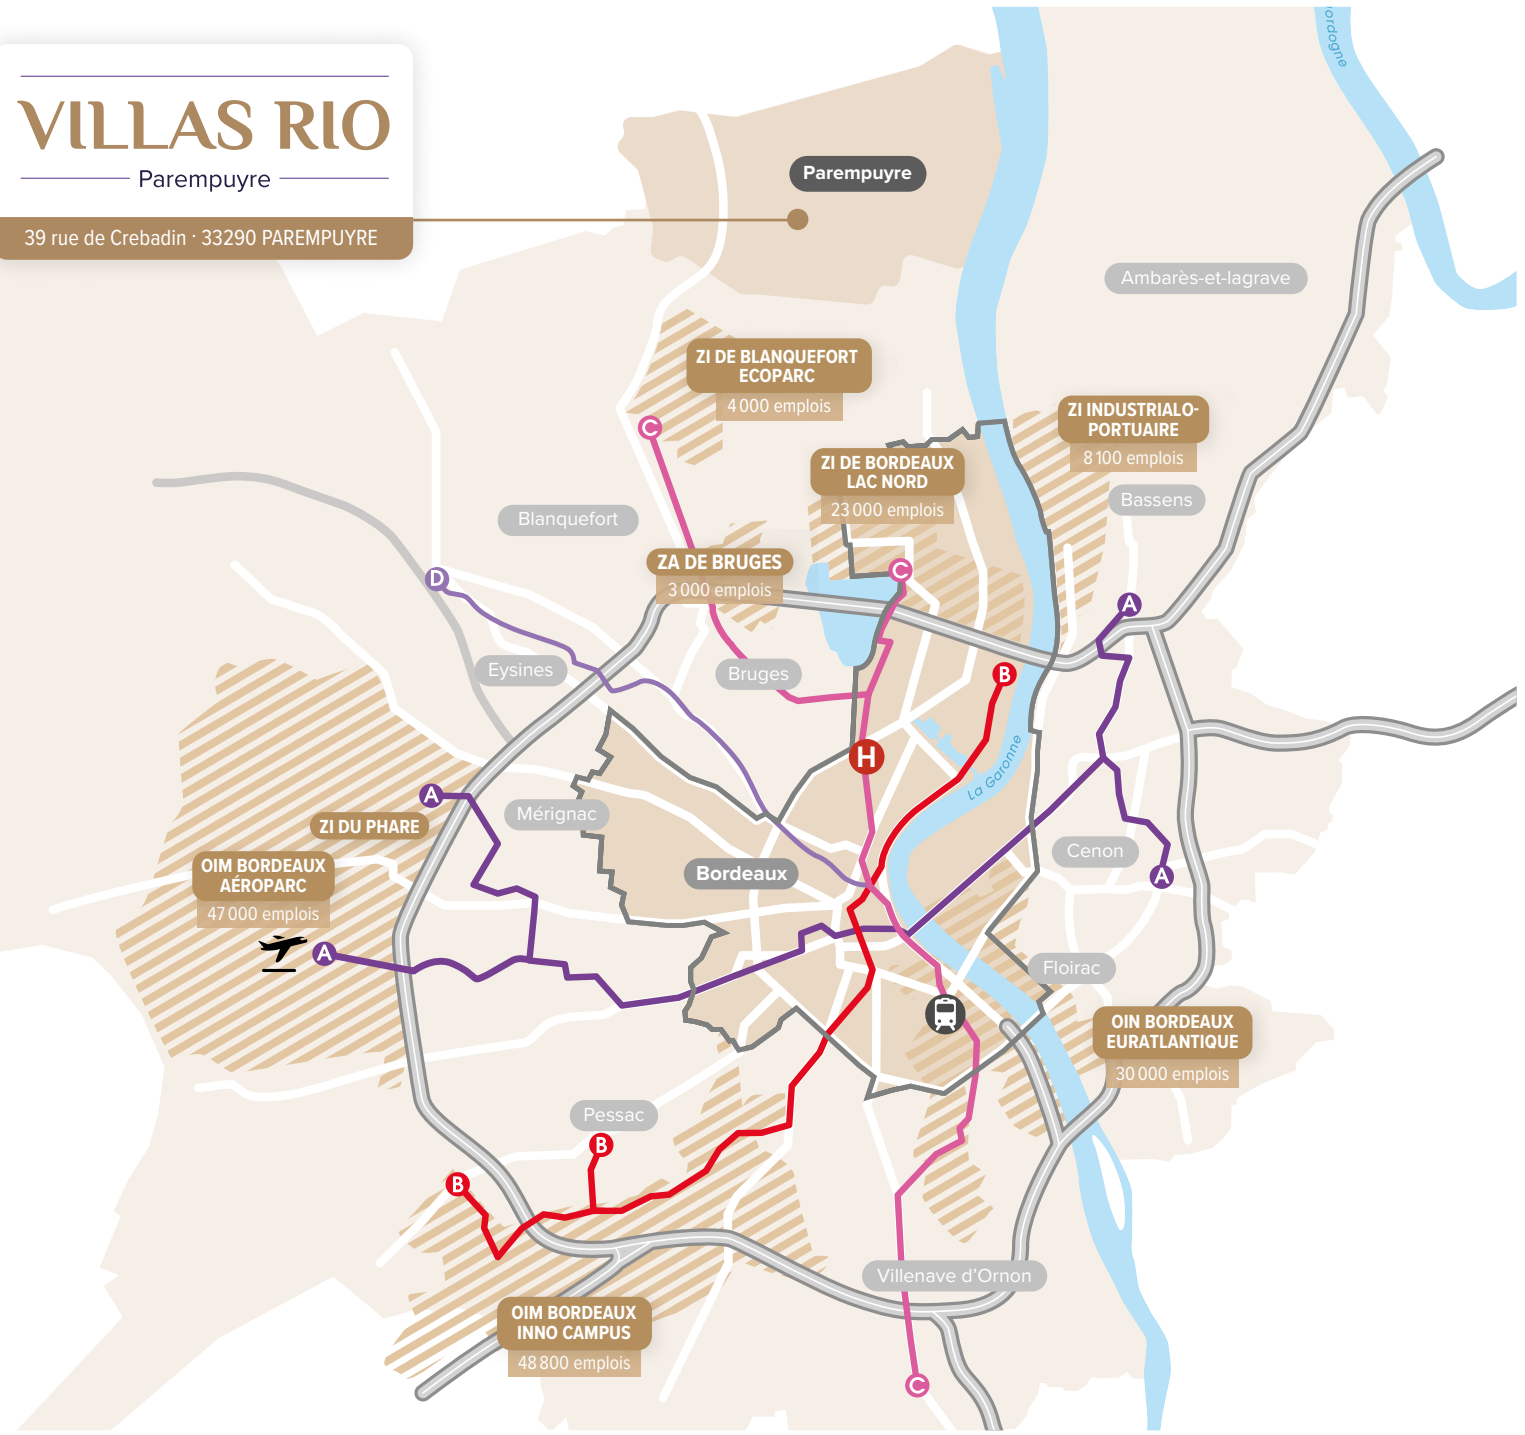 VILLAS RIO
Parempuyre
39 rue de Crebadin · 33290 PAREMPUYRE
Parempuyre
Ambarès-et-lagrave
ZI DE BLANQUEFORT
ECOPARC
4 000 emplois
C
ZI INDUSTRIALO-
PORTUAIRE
8 100 emplois
Bassens
ZI DE BORDEAUX
LAC NORD
23 000 emplois
Blanquefort
ZA DE BRUGES
3 000 emplois
C
D
A
Eysines
Bruges
B
H
La Garonne
A
Mérignac
ZI DU PHARE
Cenon
OIM BORDEAUX
AÉROPARC
47 000 emplois
Bordeaux
A
A
Floirac
OIN BORDEAUX
EURATLANTIQUE
30 000 emplois
Pessac
B
B
Villenave d'Ornon
OIM BORDEAUX
INNO CAMPUS
48 800 emplois
C